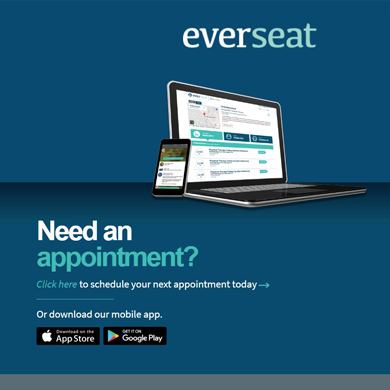 everseat
Need an
appointment?
Click here to schedule your next appointment today →
Or download our mobile app.
Download on the
App Store
GET IT ON
Google Play